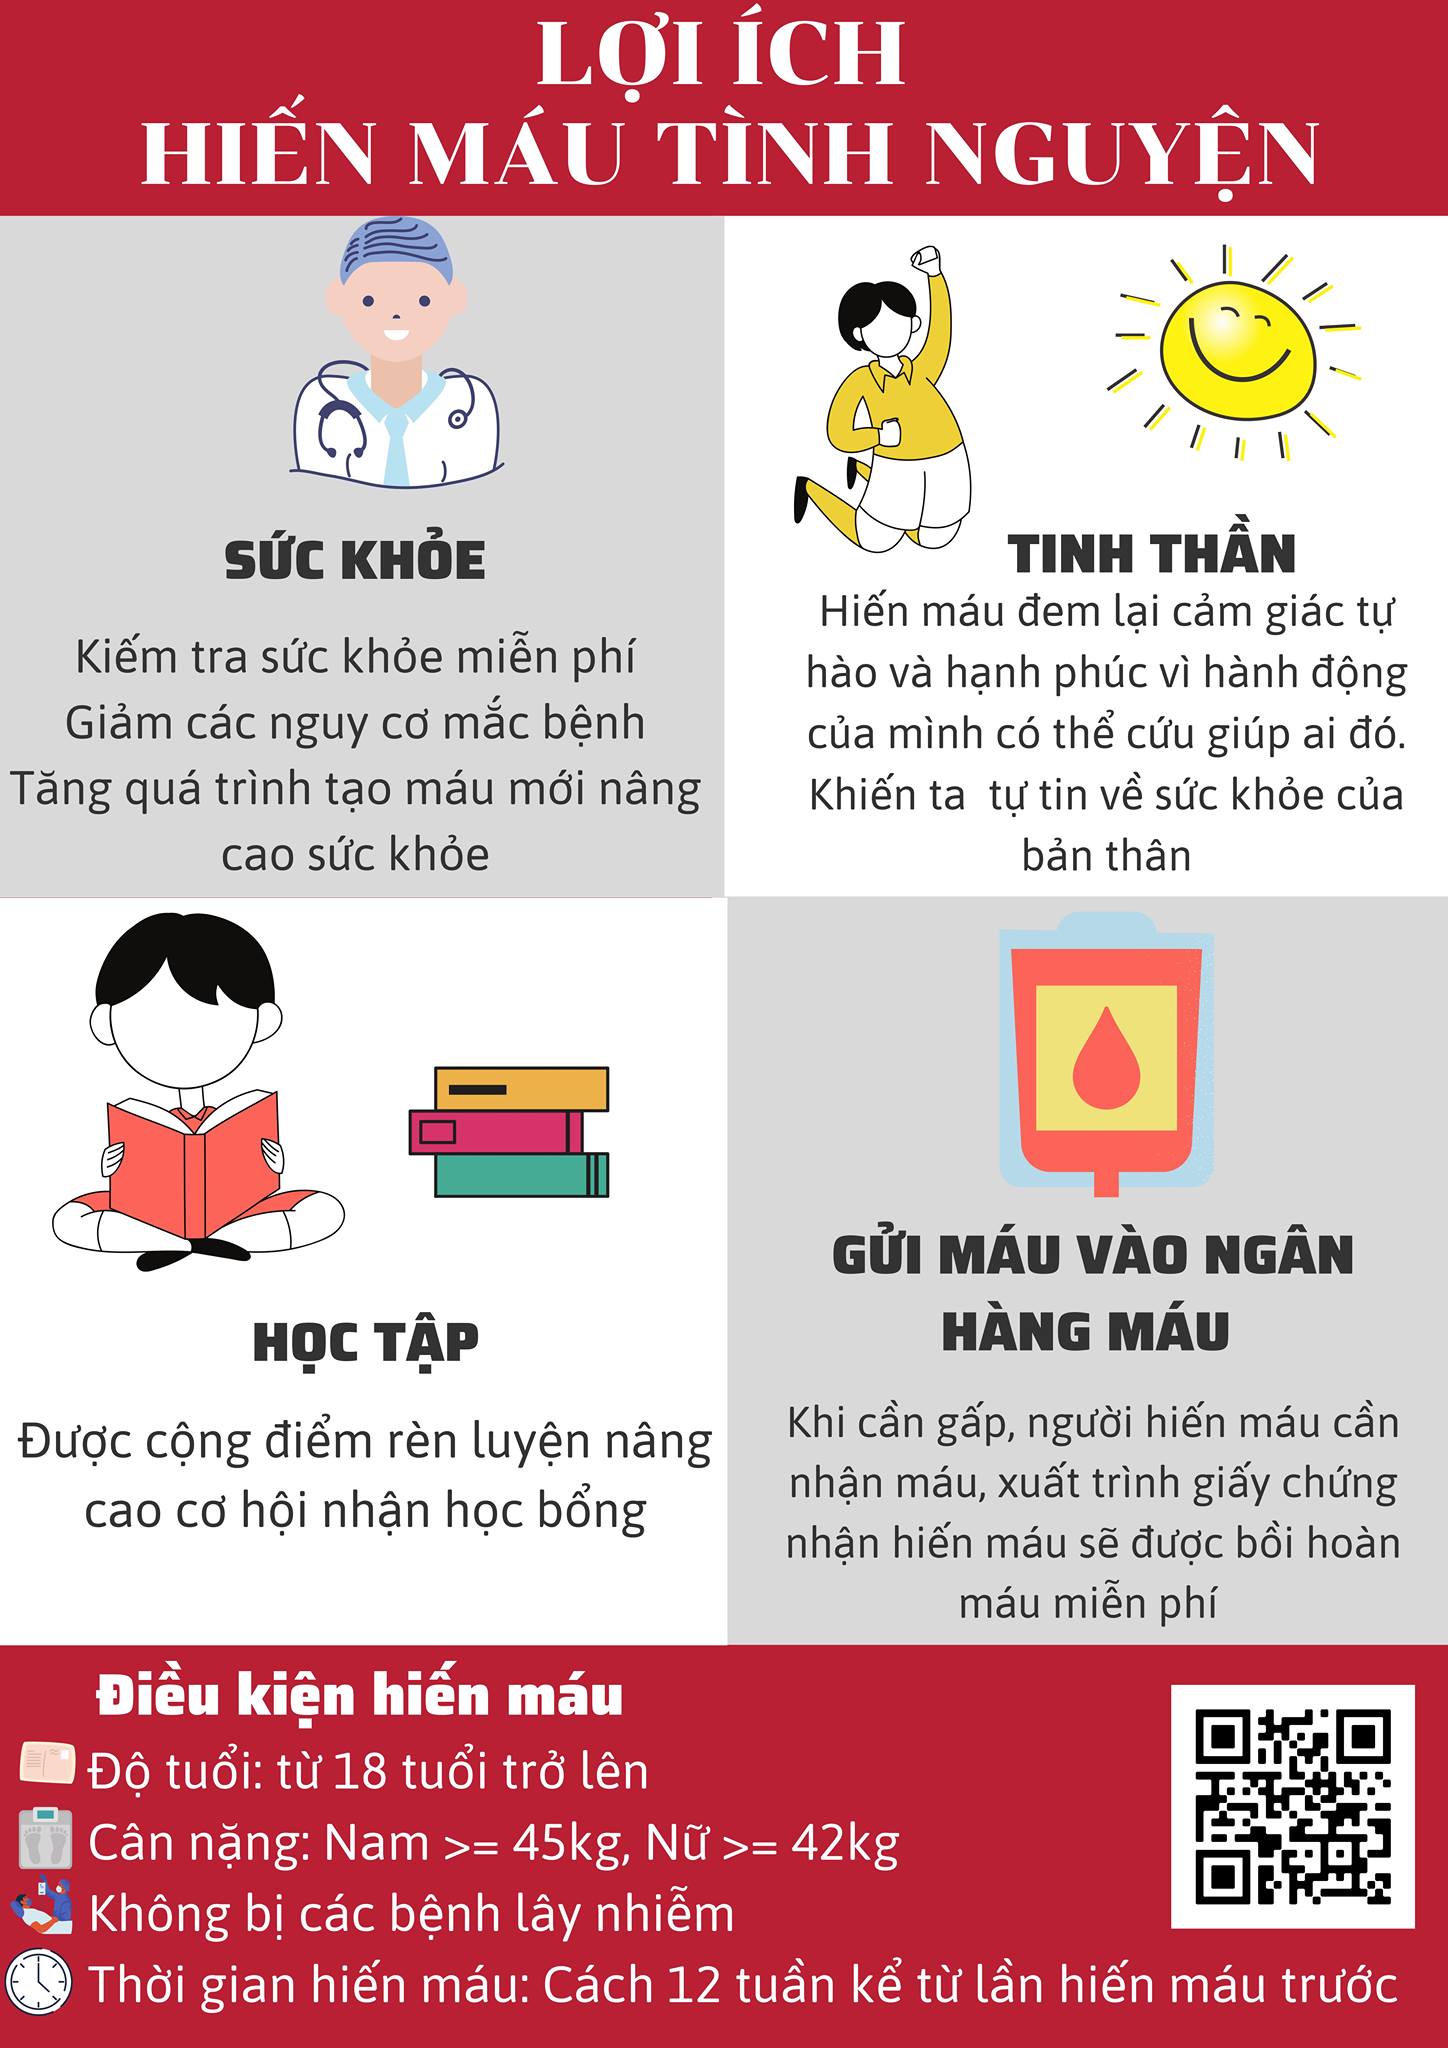 LỢI ÍCH
HIẾN MÁU TÌNH NGUYỆN
SỨC KHỎE
Kiếm tra sức khỏe miễn phí
Giảm các nguy cơ mắc bệnh
Tăng quá trình tạo máu mới nâng
cao sức khỏe
TINH THẦN
Hiến máu đem lại cảm giác tự
hào và hạnh phúc vì hành động
của mình có thể cứu giúp ai đó.
Khiến ta tự tin về sức khỏe của
bản thân
HỌC TẬP
Được cộng điểm rèn luyện nâng
cao cơ hội nhận học bổng
GỬI MÁU VÀO NGÂN
HÀNG MÁU
Khi cần gấp, người hiến máu cần
nhận máu, xuất trình giấy chứng
nhận hiến máu sẽ được bồi hoàn
máu miễn phí
Điều kiện hiến máu
Độ tuổi: từ 18 tuổi trở lên
Cân nặng: Nam >= 45kg, Nữ >= 42kg
Không bị các bệnh lây nhiễm
Thời gian hiến máu: Cách 12 tuần kể từ lần hiến máu trước